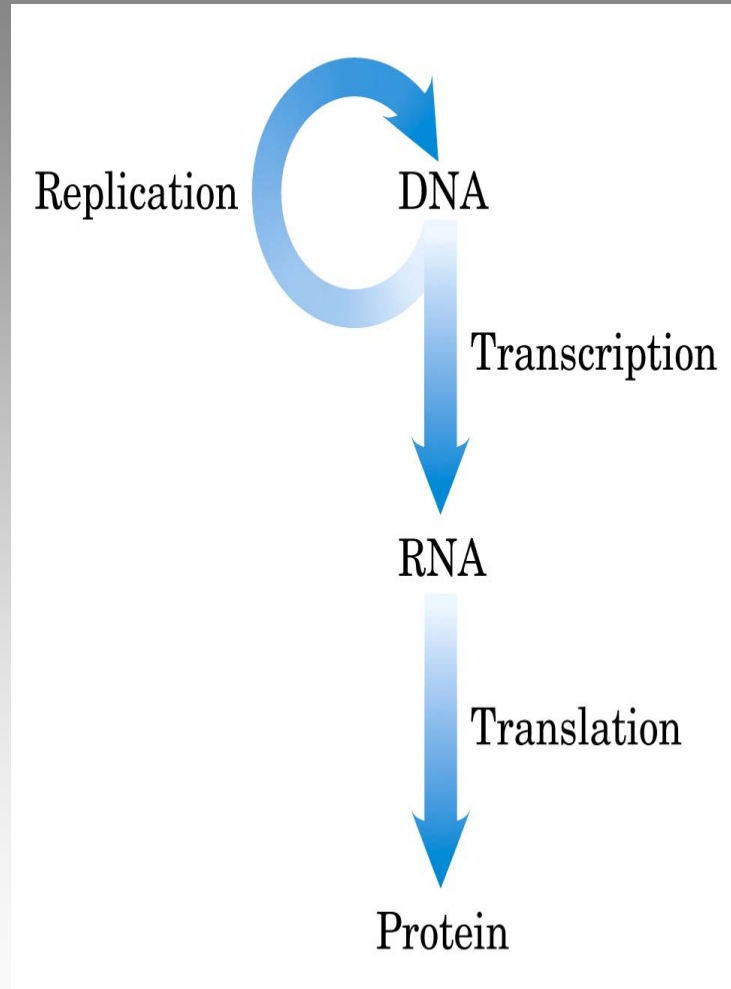 Replication
DNA
Transcription
RNA
Translation
Protein